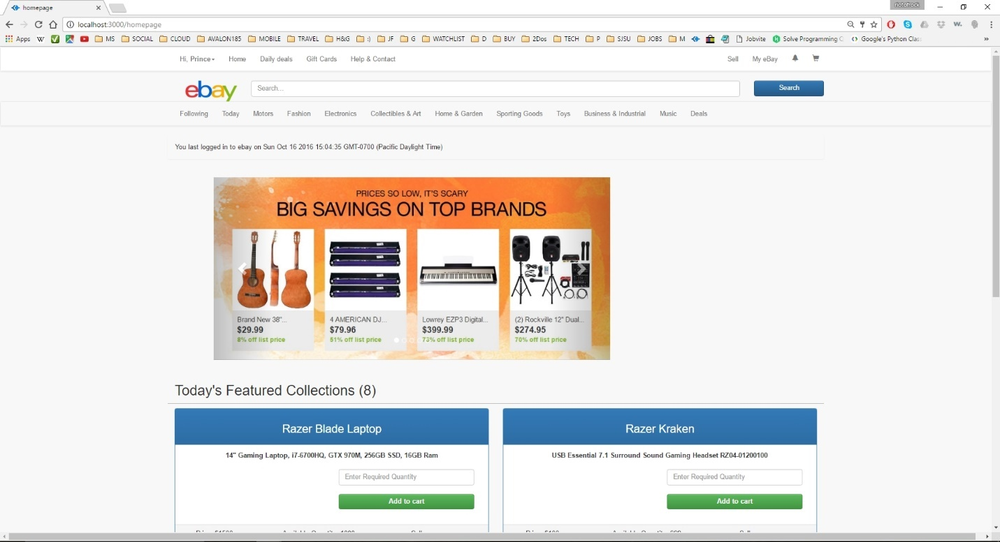 homepage
riotofrock
localhost:3000/homepage
Apps W MS SOCIAL CLOUD AVALON185 MOBILE TRAVEL H&G :) JF G WATCHLIST D BUY 2Dos TECH P SJSU JOBS M Jobvite Solve Programming Google's Python Clas
Hi, Prince Home Daily deals Gift Cards Help & Contact Sell My eBay
ebay Search... Search
Following Today Motors Fashion Electronics Collectibles & Art Home & Garden Sporting Goods Toys Business & Industrial Music Deals
You last logged in to ebay on Sun Oct 16 2016 15:04:35 GMT-0700 (Pacific Daylight Time)
PRICES SO LOW, IT'S SCARY
BIG SAVINGS ON TOP BRANDS
Brand New 38"... 4 AMERICAN DJ... Lowrey EZP3 Digital... (2) Rockville 12" Dual...
$29.99 $79.96 $399.99 $274.95
8% off list price 51% off list price 73% off list price 70% off list price
Today's Featured Collections (8)
Razer Blade Laptop Razer Kraken
14" Gaming Laptop, i7-6700HQ, GTX 970M, 256GB SSD, 16GB Ram USB Essential 7.1 Surround Sound Gaming Headset RZ04-01200100
Enter Required Quantity Enter Required Quantity
Add to cart Add to cart